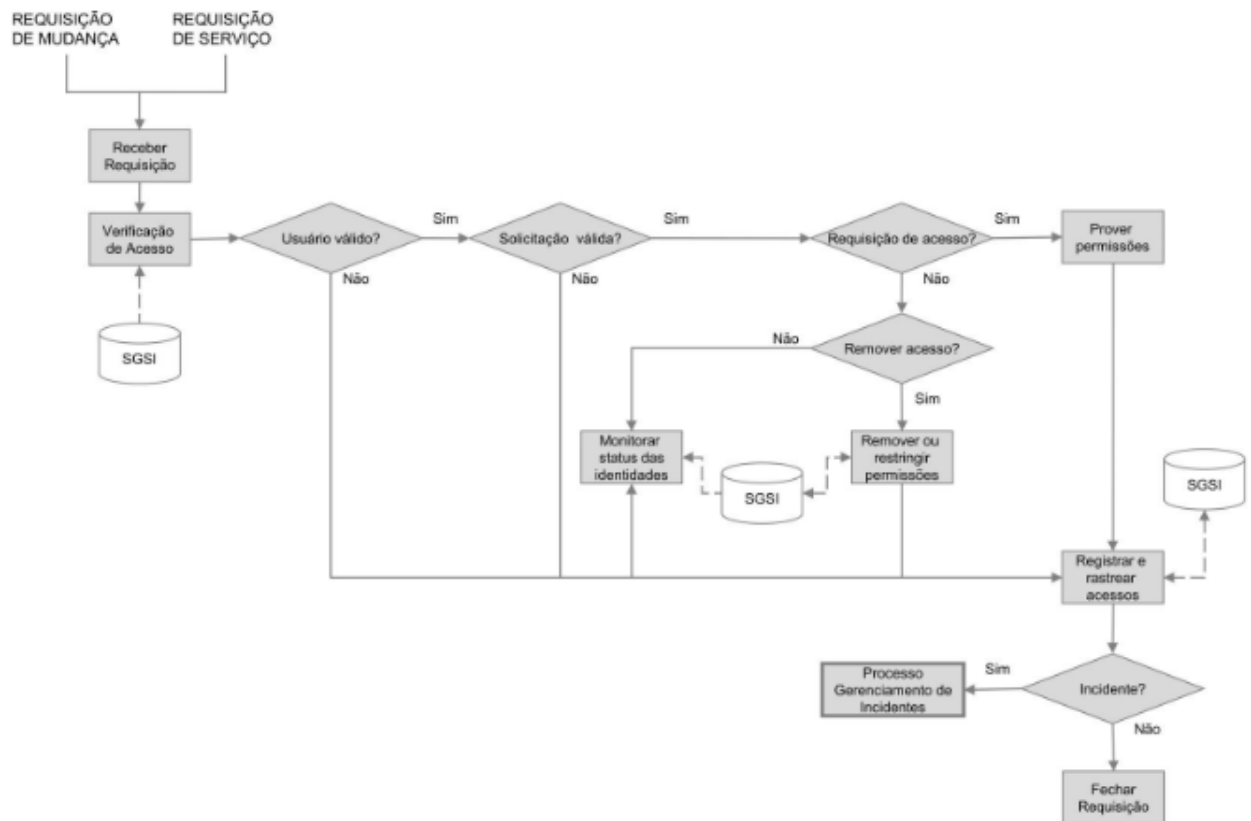 REQUISIÇÃO
DE MUDANÇA
REQUISIÇÃO
DE SERVIÇO
Receber
Requisição
Verificação
de Acesso
SGSI
Usuário válido?
Sim
Não
Solicitação válida?
Sim
Não
Requisição de acesso?
Sim
Não
Prover
permissões
Remover acesso?
Não
Sim
Monitorar
status das
identidades
SGSI
Remover ou
restringir
permissões
SGSI
Registrar e
rastrear
acessos
Incidente?
Sim
Não
Processo
Gerenciamento de
Incidentes
Fechar
Requisição